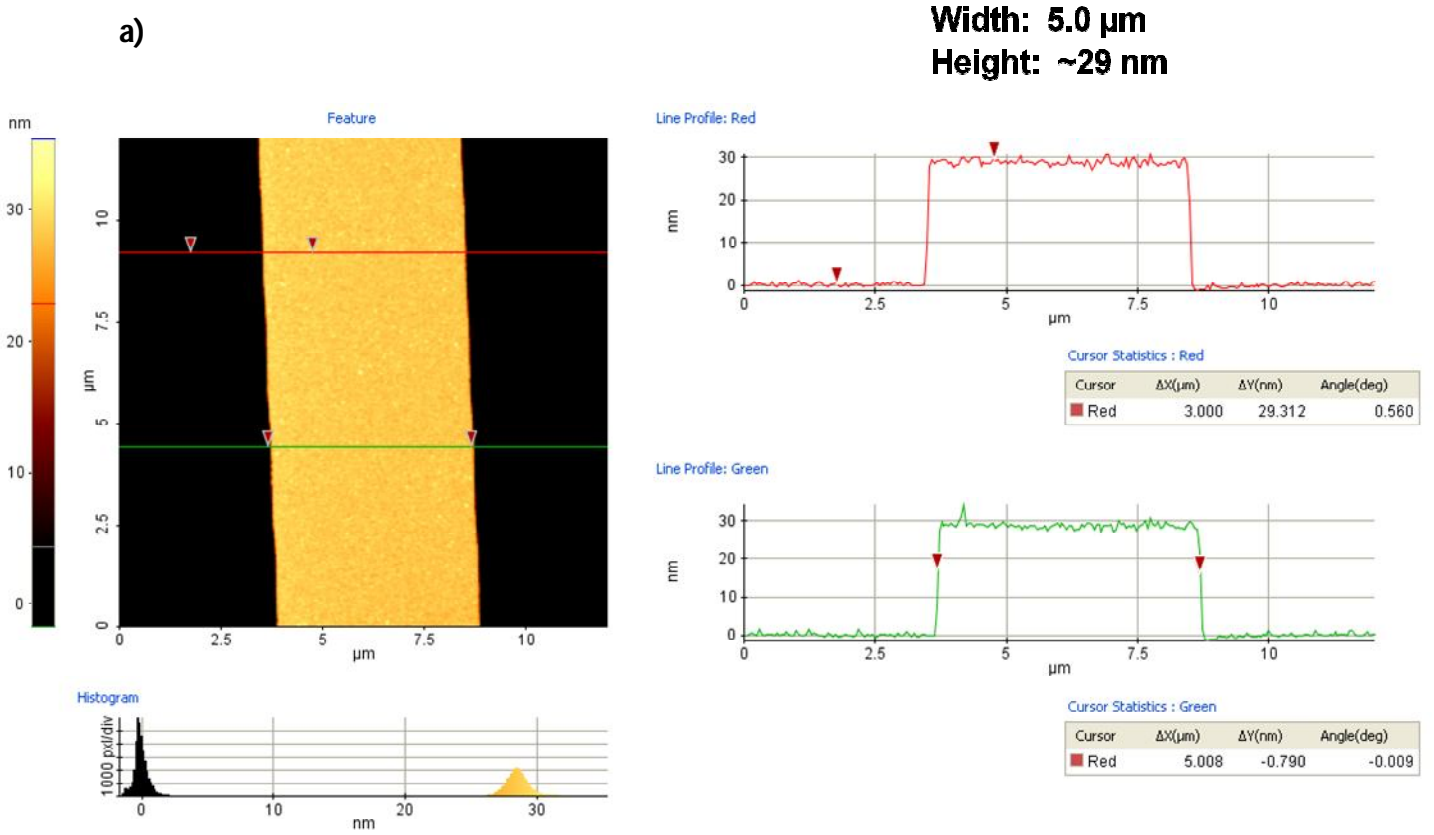 a)
Width: 5.0 µm
Height: ~29 nm
nm
30
20
10
0
Feature
10
7.5
µm
5
2.5
0
0 2.5 5 7.5 10
µm
Histogram
1000 pxl/div
0 10 20 30
nm
Line Profile: Red
30
20
nm
10
0
0 2.5 5 7.5 10
µm
Cursor Statistics : Red
Cursor ΔX(µm) ΔY(nm) Angle(deg)
Red 3.000 29.312 0.560
Line Profile: Green
30
20
nm
10
0
0 2.5 5 7.5 10
µm
Cursor Statistics : Green
Cursor ΔX(µm) ΔY(nm) Angle(deg)
Red 5.008 -0.790 -0.009